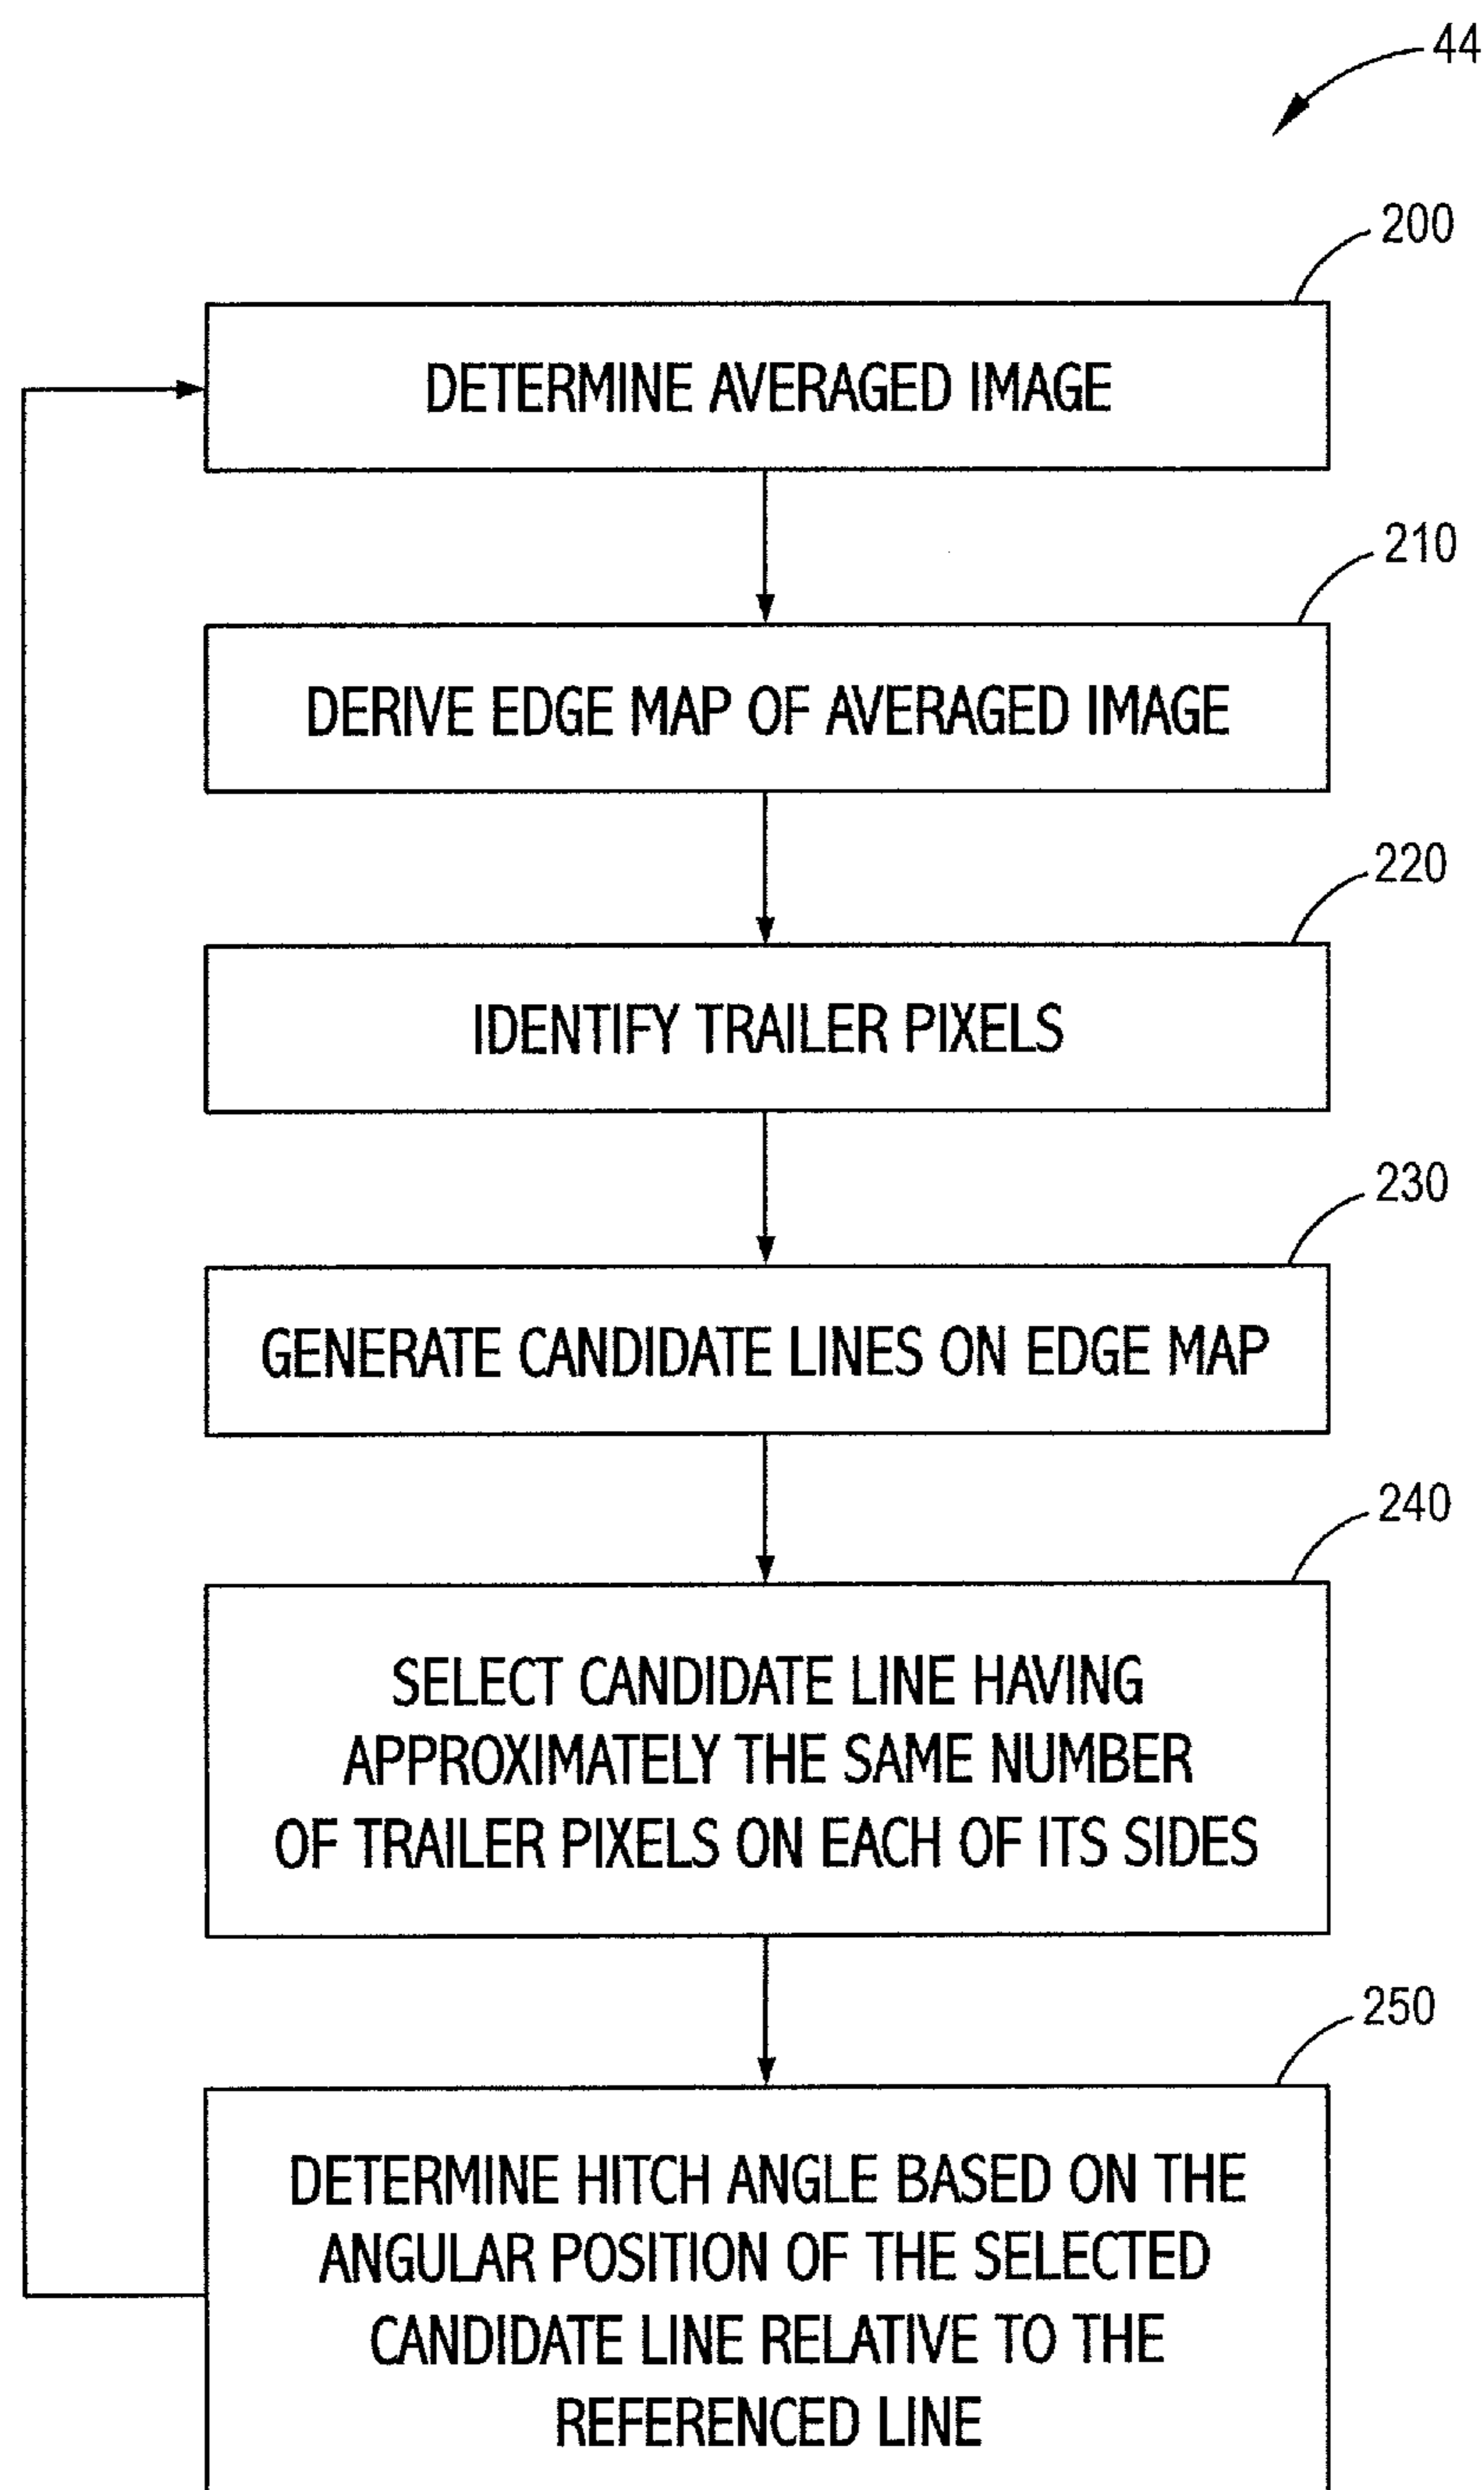 44
200
DETERMINE AVERAGED IMAGE
210
DERIVE EDGE MAP OF AVERAGED IMAGE
220
IDENTIFY TRAILER PIXELS
230
GENERATE CANDIDATE LINES ON EDGE MAP
240
SELECT CANDIDATE LINE HAVING
APPROXIMATELY THE SAME NUMBER
OF TRAILER PIXELS ON EACH OF ITS SIDES
250
DETERMINE HITCH ANGLE BASED ON THE
ANGULAR POSITION OF THE SELECTED
CANDIDATE LINE RELATIVE TO THE
REFERENCED LINE